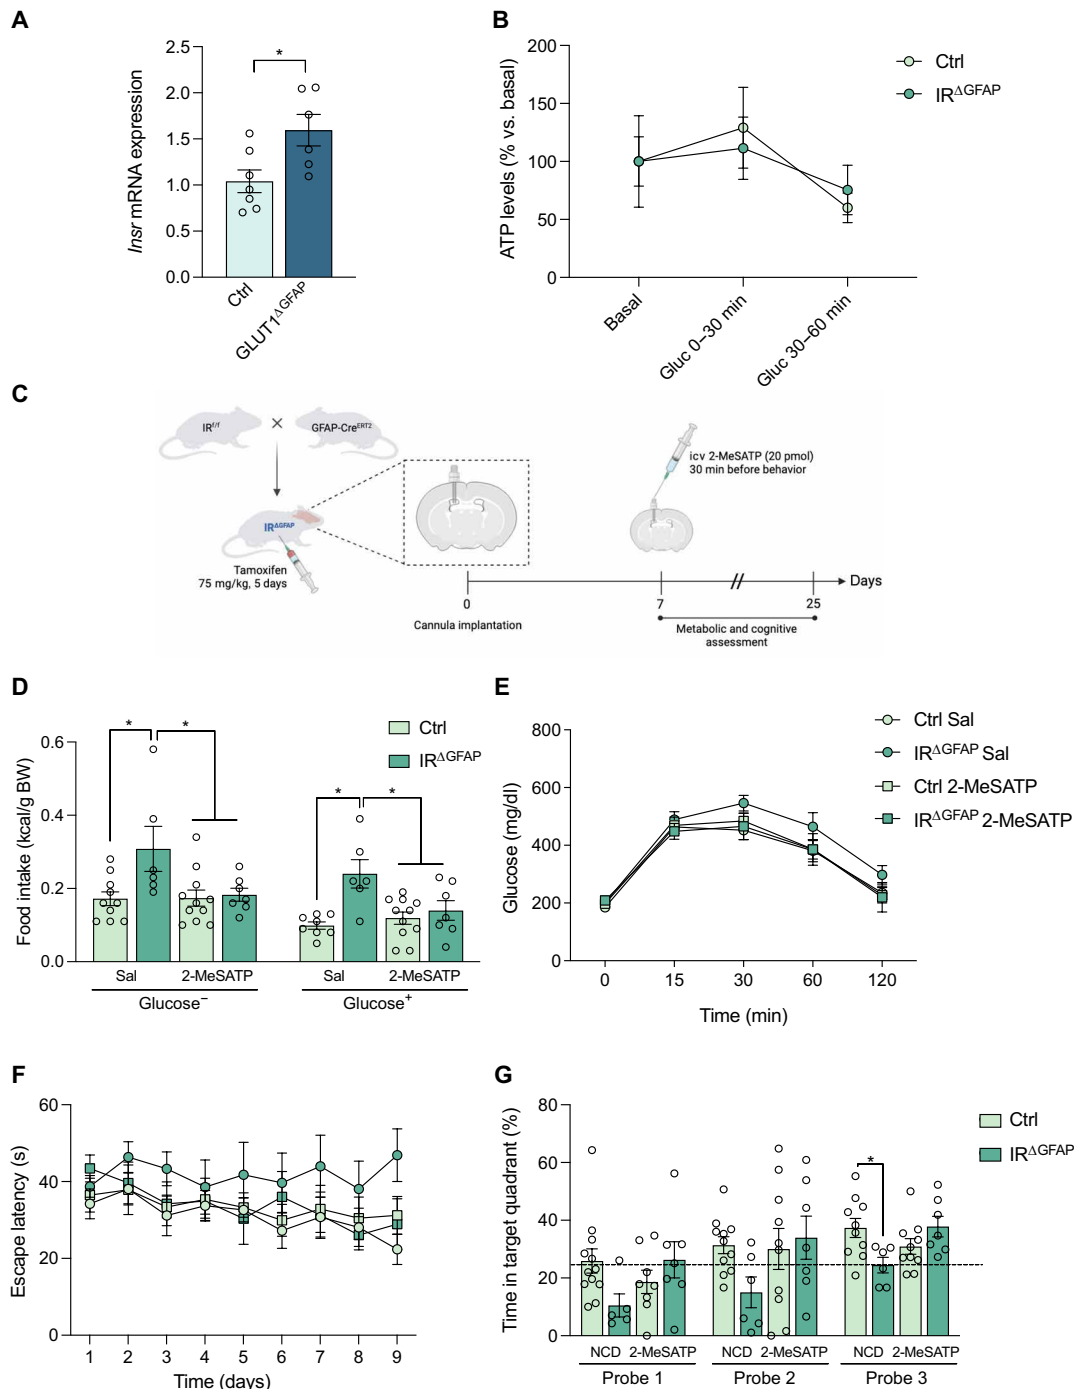 A
2.5
2.0
1.5
1.0
0.5
0.0
Insr mRNA expression
*
Ctrl
GLUT1ΔGFAP
B
200
150
100
50
0
ATP levels (% vs. basal)
Basal
Gluc 0–30 min
Gluc 30–60 min
Ctrl
IRΔGFAP
C
IRf/f
×
GFAP-CreERT2
IRΔGFAP
Tamoxifen
75 mg/kg, 5 days
icv 2-MeSATP (20 pmol)
30 min before behavior
Days
0
7
25
Cannula implantation
Metabolic and cognitive
assessment
D
Ctrl
IRΔGFAP
0.6
0.4
0.2
0.0
Food intake (kcal/g BW)
*
*
*
*
Sal
2-MeSATP
Sal
2-MeSATP
Glucose−
Glucose+
E
800
600
400
200
0
Glucose (mg/dl)
0
15
30
60
120
Time (min)
Ctrl Sal
IRΔGFAP Sal
Ctrl 2-MeSATP
IRΔGFAP 2-MeSATP
F
60
40
20
0
Escape latency (s)
1
2
3
4
5
6
7
8
9
Time (days)
G
80
60
40
20
0
Time in target quadrant (%)
*
Ctrl
IRΔGFAP
NCD
2-MeSATP
NCD
2-MeSATP
NCD
2-MeSATP
Probe 1
Probe 2
Probe 3